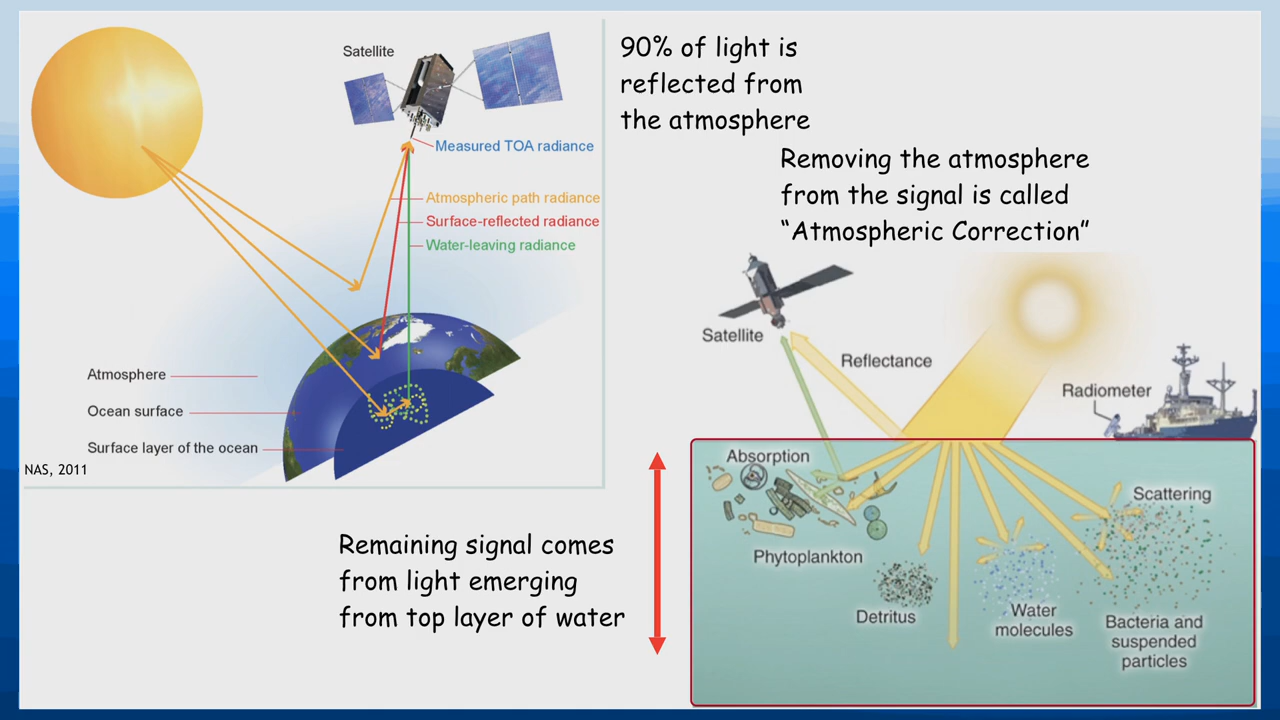 Satellite
Measured TOA radiance
Atmospheric path radiance
Surface-reflected radiance
Water-leaving radiance
Atmosphere
Ocean surface
Surface layer of the ocean
NAS, 2011
90% of light is
reflected from
the atmosphere
Removing the atmosphere
from the signal is called
“Atmospheric Correction”
Remaining signal comes
from light emerging
from top layer of water
Satellite
Reflectance
Radiometer
Absorption
Scattering
Phytoplankton
Detritus
Water
molecules
Bacteria and
suspended
particles